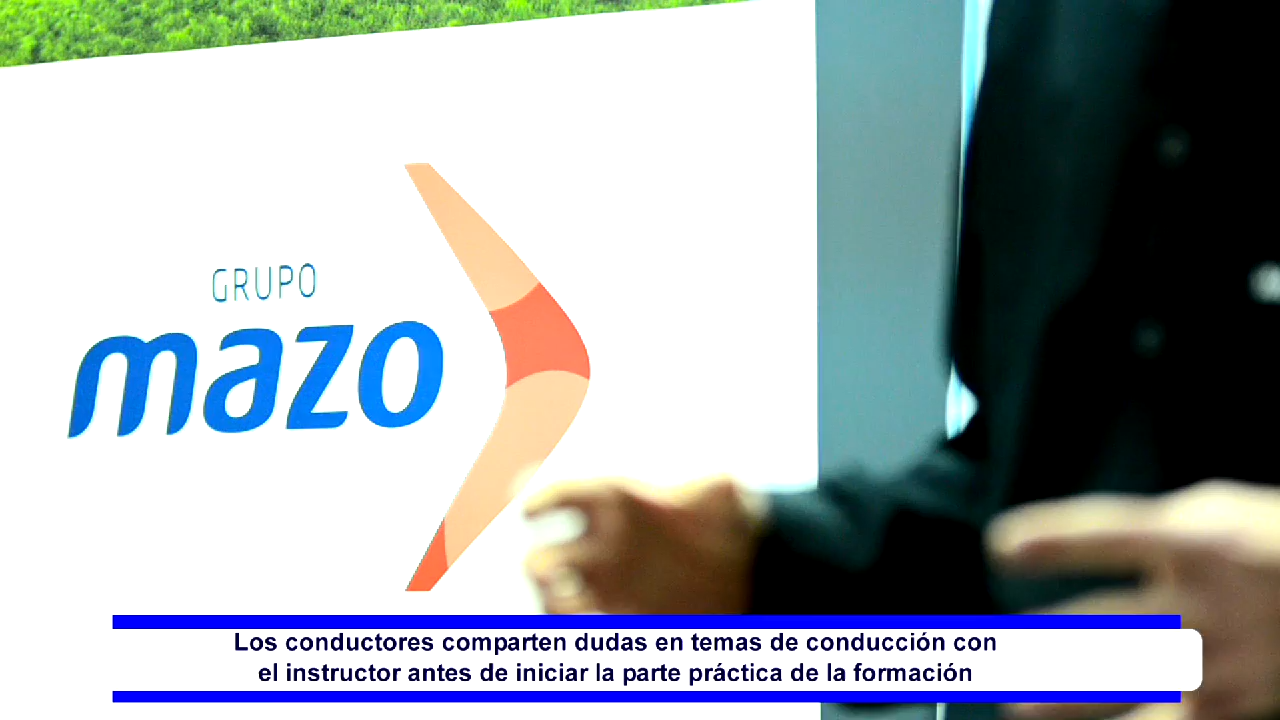 GRUPO
mazo
Los conductores comparten dudas en temas de conducción con
el instructor antes de iniciar la parte práctica de la formación